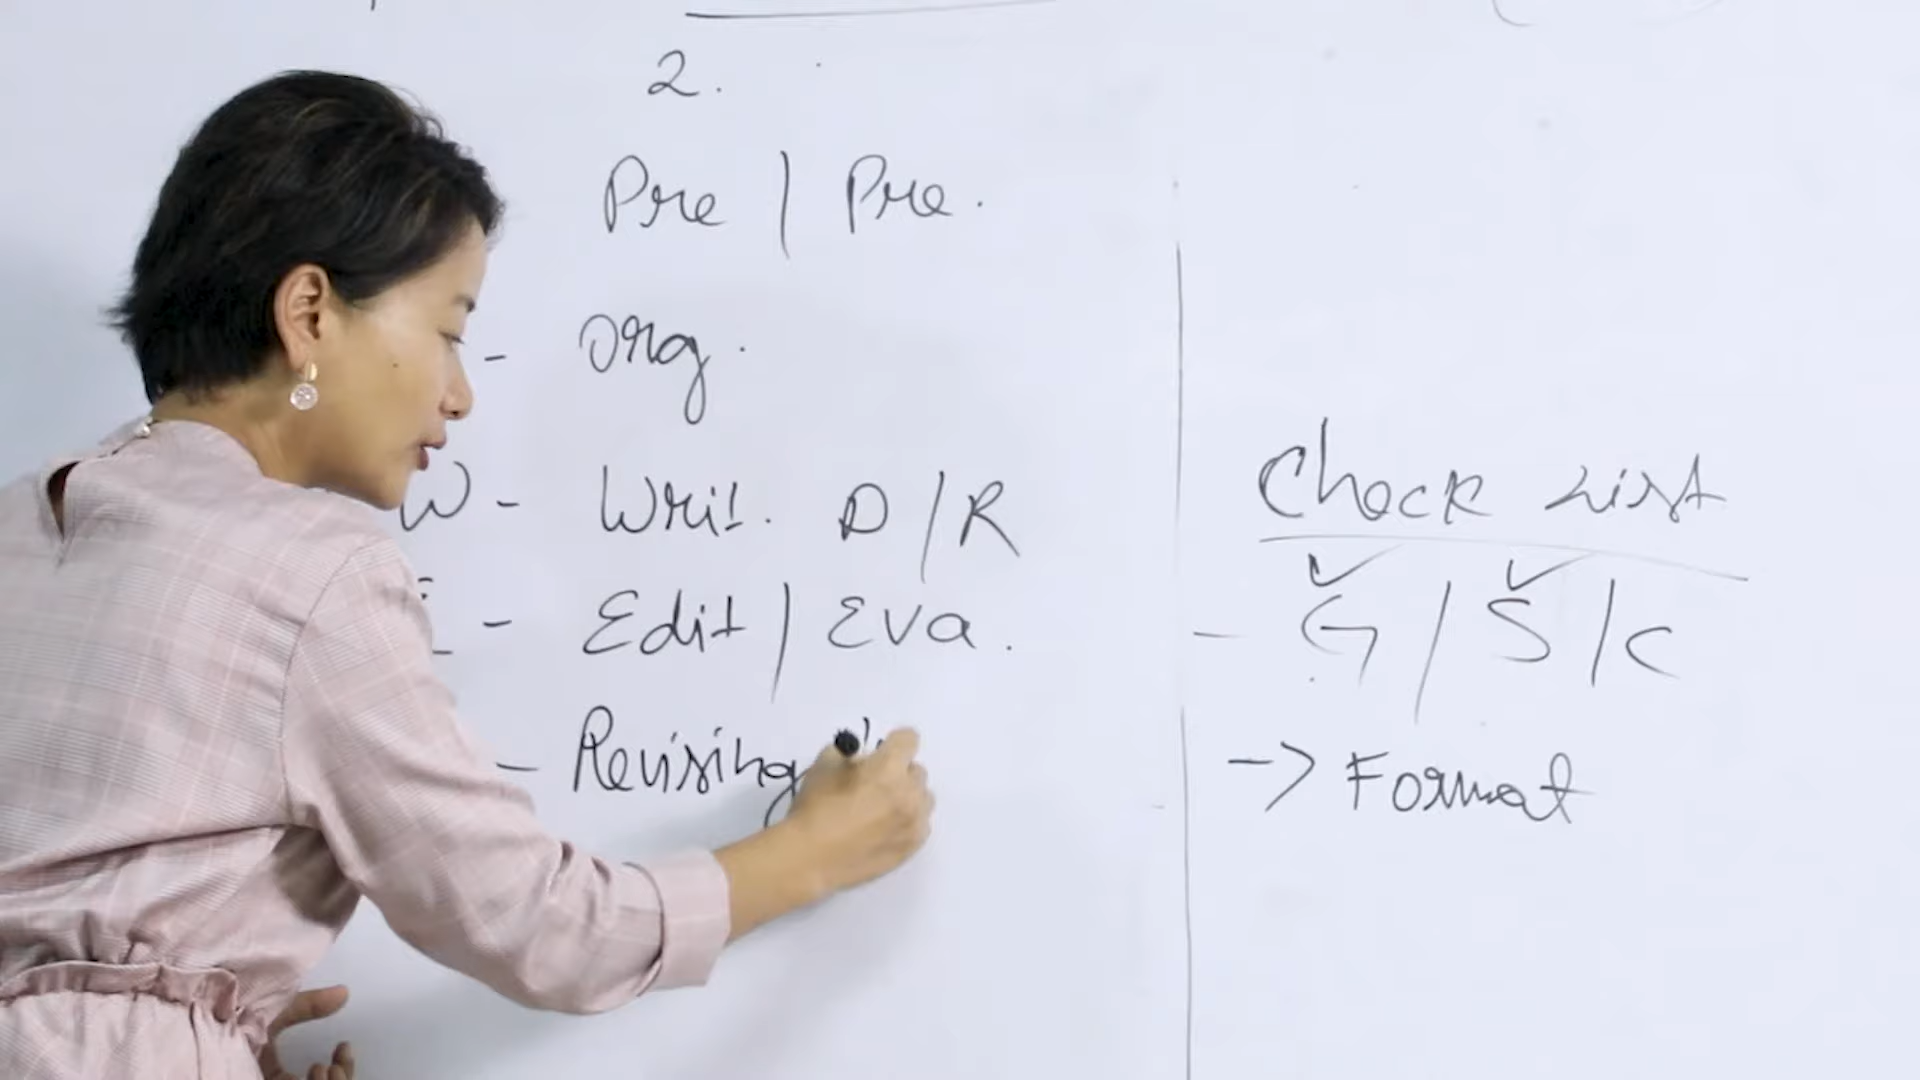 2.
Pre | Pre.
- Org.
W - Writ. D/R
- Edit / Eva.
- Revising
Check List
- G / S / C
-> Format